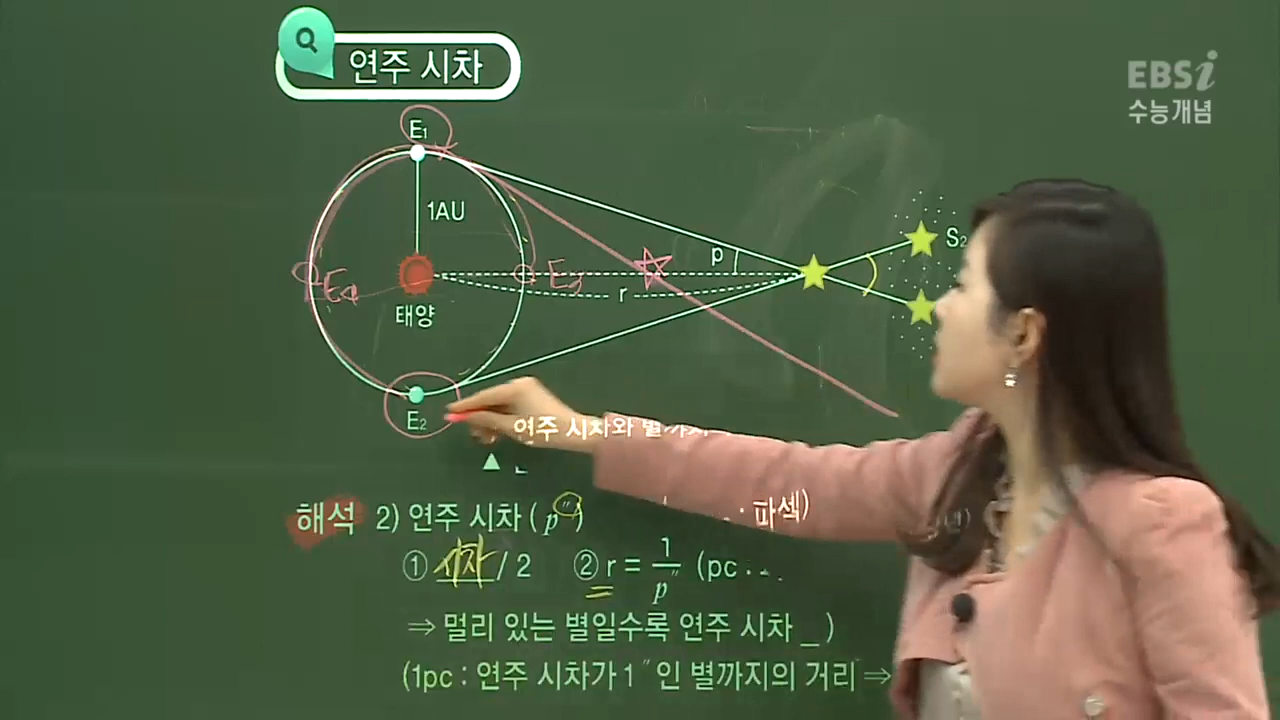 연주 시차
EBSi
수능개념
E₁
1AU
p
S₂
Ea
E3
r
태양
E₂
연주 시차와 별까지
해석 2) 연주 시차 (p″)
· 파섹)
① 시차 / 2 ② r = 1/p″ (pc :
⇒ 멀리 있는 별일수록 연주 시차 _ )
(1pc : 연주 시차가 1″인 별까지의 거리 ⇒